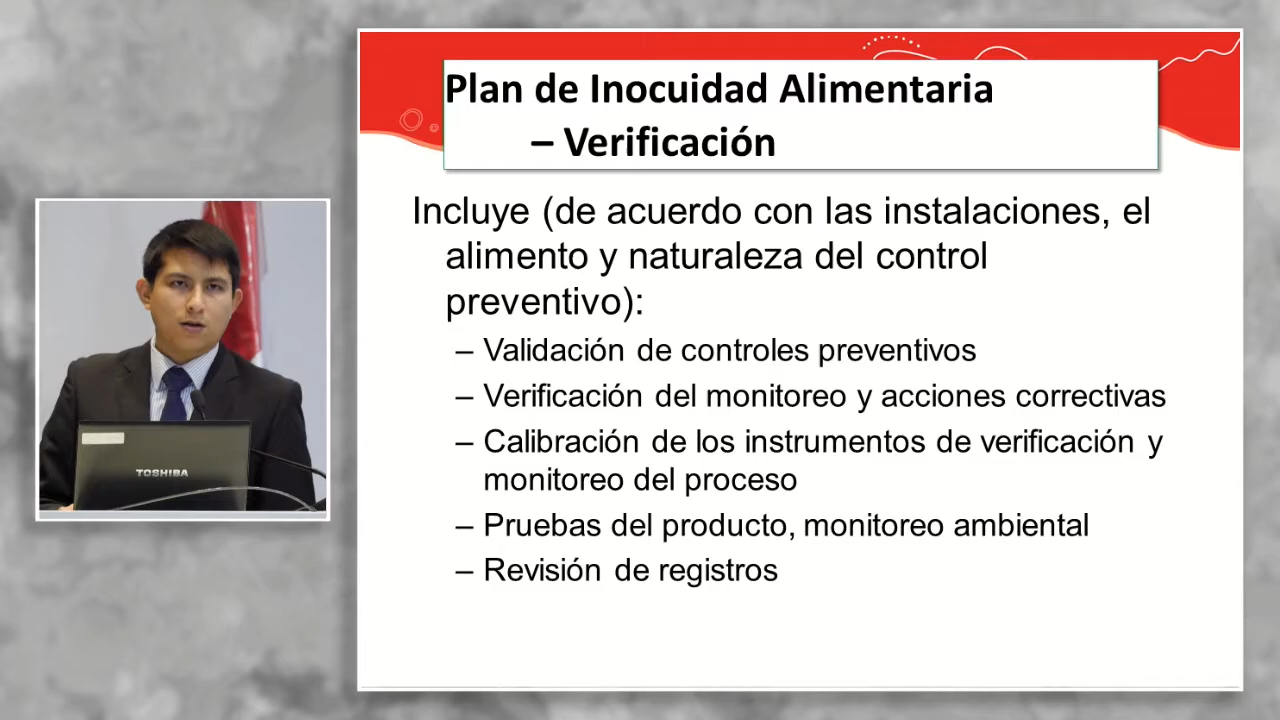 Plan de Inocuidad Alimentaria
– Verificación
Incluye (de acuerdo con las instalaciones, el
alimento y naturaleza del control
preventivo):
– Validación de controles preventivos
– Verificación del monitoreo y acciones correctivas
– Calibración de los instrumentos de verificación y
monitoreo del proceso
– Pruebas del producto, monitoreo ambiental
– Revisión de registros
TOSHIBA